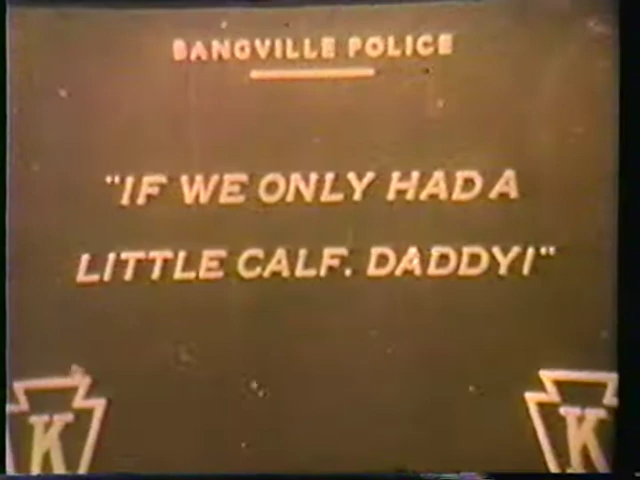 BANGVILLE POLICE
"IF WE ONLY HAD A
LITTLE CALF. DADDY!"
K K